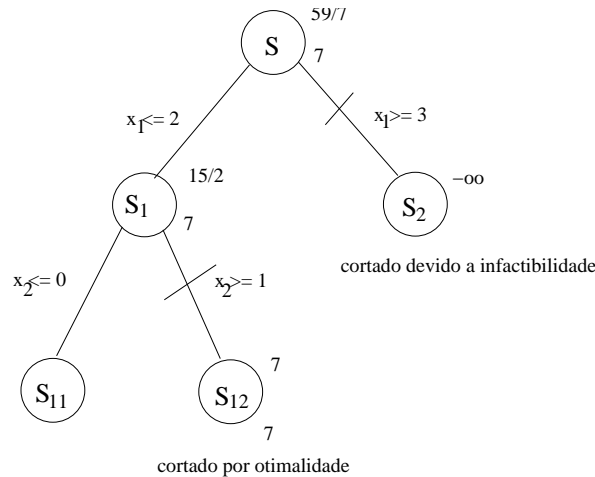 59/7
S
7
x1<= 2
x1>= 3
15/2
−oo
S1
S2
7
cortado devido a infactibilidade
x2<= 0
x2>= 1
7
S11
S12
7
cortado por otimalidade